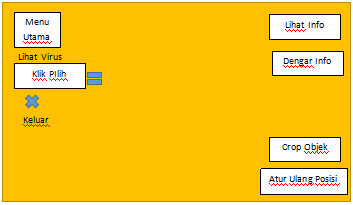 Menu
Utama
Lihat Virus
Klik PIlih
Keluar
Lihat Info
Dengar Info
Crop Objek
Atur Ulang Posisi